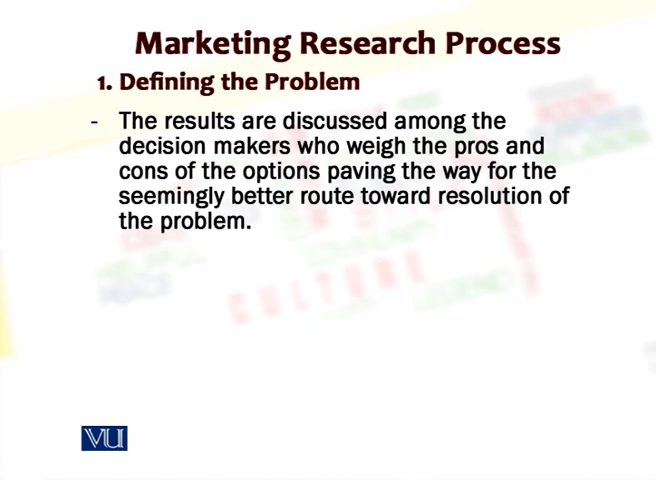 Marketing Research Process
1. Defining the Problem
- The results are discussed among the
decision makers who weigh the pros and
cons of the options paving the way for the
seemingly better route toward resolution of
the problem.
CULTURE
VU